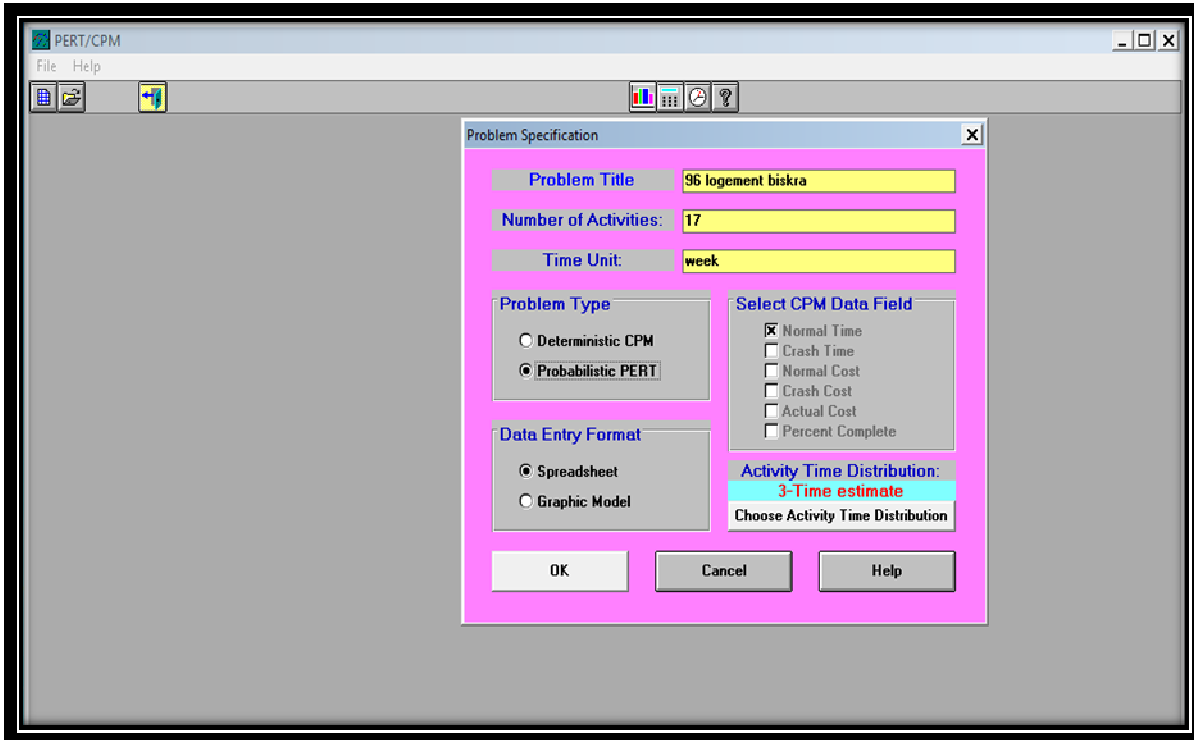 PERT/CPM
File Help
Problem Specification
Problem Title
96 logement biskra
Number of Activities:
17
Time Unit:
week
Problem Type
Deterministic CPM
Probabilistic PERT
Select CPM Data Field
Normal Time
Crash Time
Normal Cost
Crash Cost
Actual Cost
Percent Complete
Data Entry Format
Spreadsheet
Graphic Model
Activity Time Distribution:
3-Time estimate
Choose Activity Time Distribution
OK Cancel Help